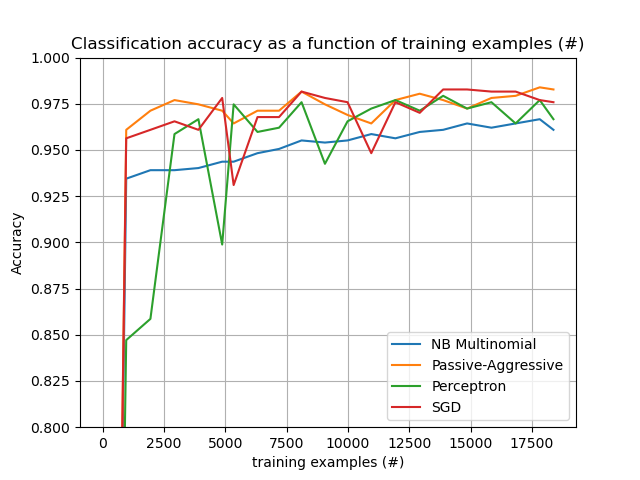 Classification accuracy as a function of training examples (#)
1.000
0.975
0.950
0.925
0.900
0.875
0.850
0.825
0.800
Accuracy
NB Multinomial
Passive-Aggressive
Perceptron
SGD
0 2500 5000 7500 10000 12500 15000 17500
training examples (#)